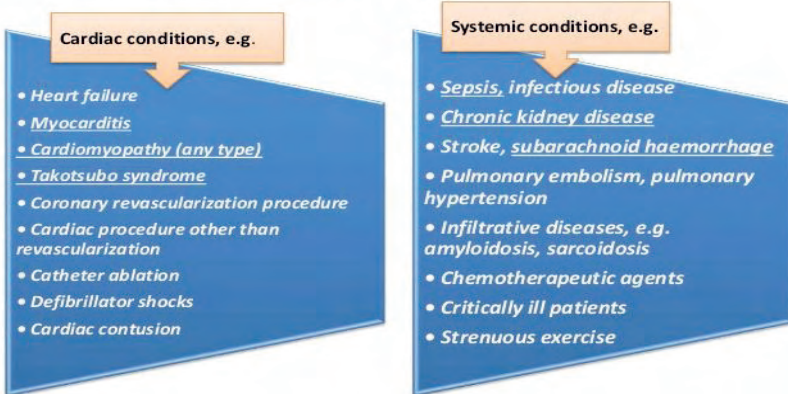 Cardiac conditions, e.g.
• Heart failure
• Myocarditis
• Cardiomyopathy (any type)
• Takotsubo syndrome
• Coronary revascularization procedure
• Cardiac procedure other than
revascularization
• Catheter ablation
• Defibrillator shocks
• Cardiac contusion
Systemic conditions, e.g.
• Sepsis, infectious disease
• Chronic kidney disease
• Stroke, subarachnoid haemorrhage
• Pulmonary embolism, pulmonary
hypertension
• Infiltrative diseases, e.g.
amyloidosis, sarcoidosis
• Chemotherapeutic agents
• Critically ill patients
• Strenuous exercise